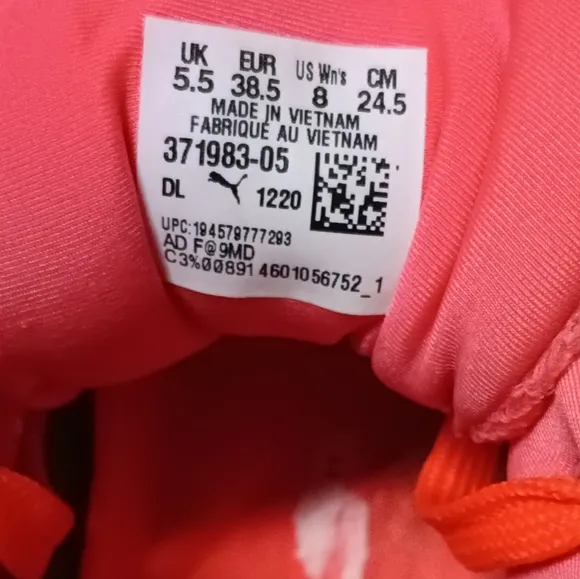 UK EUR US Wn's CM
5.5 38.5 8 24.5
MADE IN VIETNAM
FABRIQUÉ AU VIETNAM
371983-05
DL 1220
UPC:194579777293
AD F@9MD
C3%00891 4601056752_1